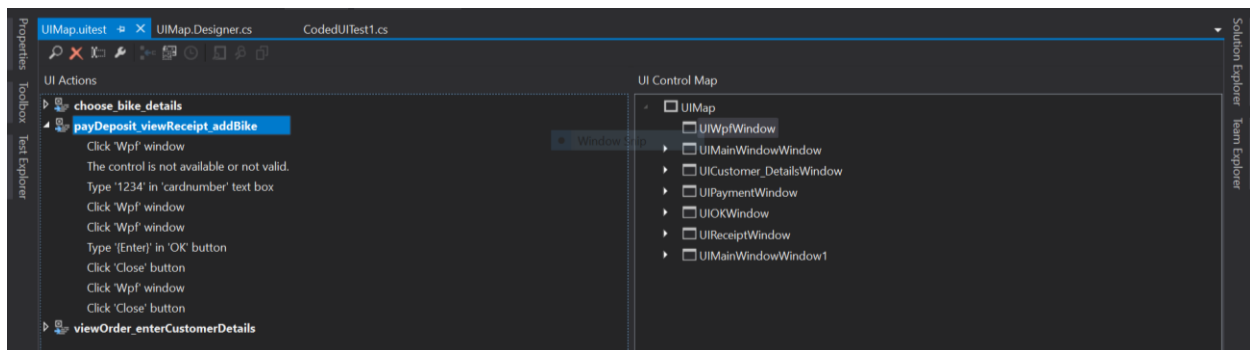 UIMap.uitest UIMap.Designer.cs CodedUITest1.cs
Properties
Toolbox
Test Explorer
UI Actions
choose_bike_details
payDeposit_viewReceipt_addBike
Click 'Wpf' window
The control is not available or not valid.
Type '1234' in 'cardnumber' text box
Click 'Wpf' window
Click 'Wpf' window
Type '{Enter}' in 'OK' button
Click 'Close' button
Click 'Wpf' window
Click 'Close' button
viewOrder_enterCustomerDetails
Window Snip
UI Control Map
UIMap
UIWpfWindow
UIMainWindowWindow
UICustomer_DetailsWindow
UIPaymentWindow
UIOKWindow
UIReceiptWindow
UIMainWindowWindow1
Solution Explorer
Team Explorer